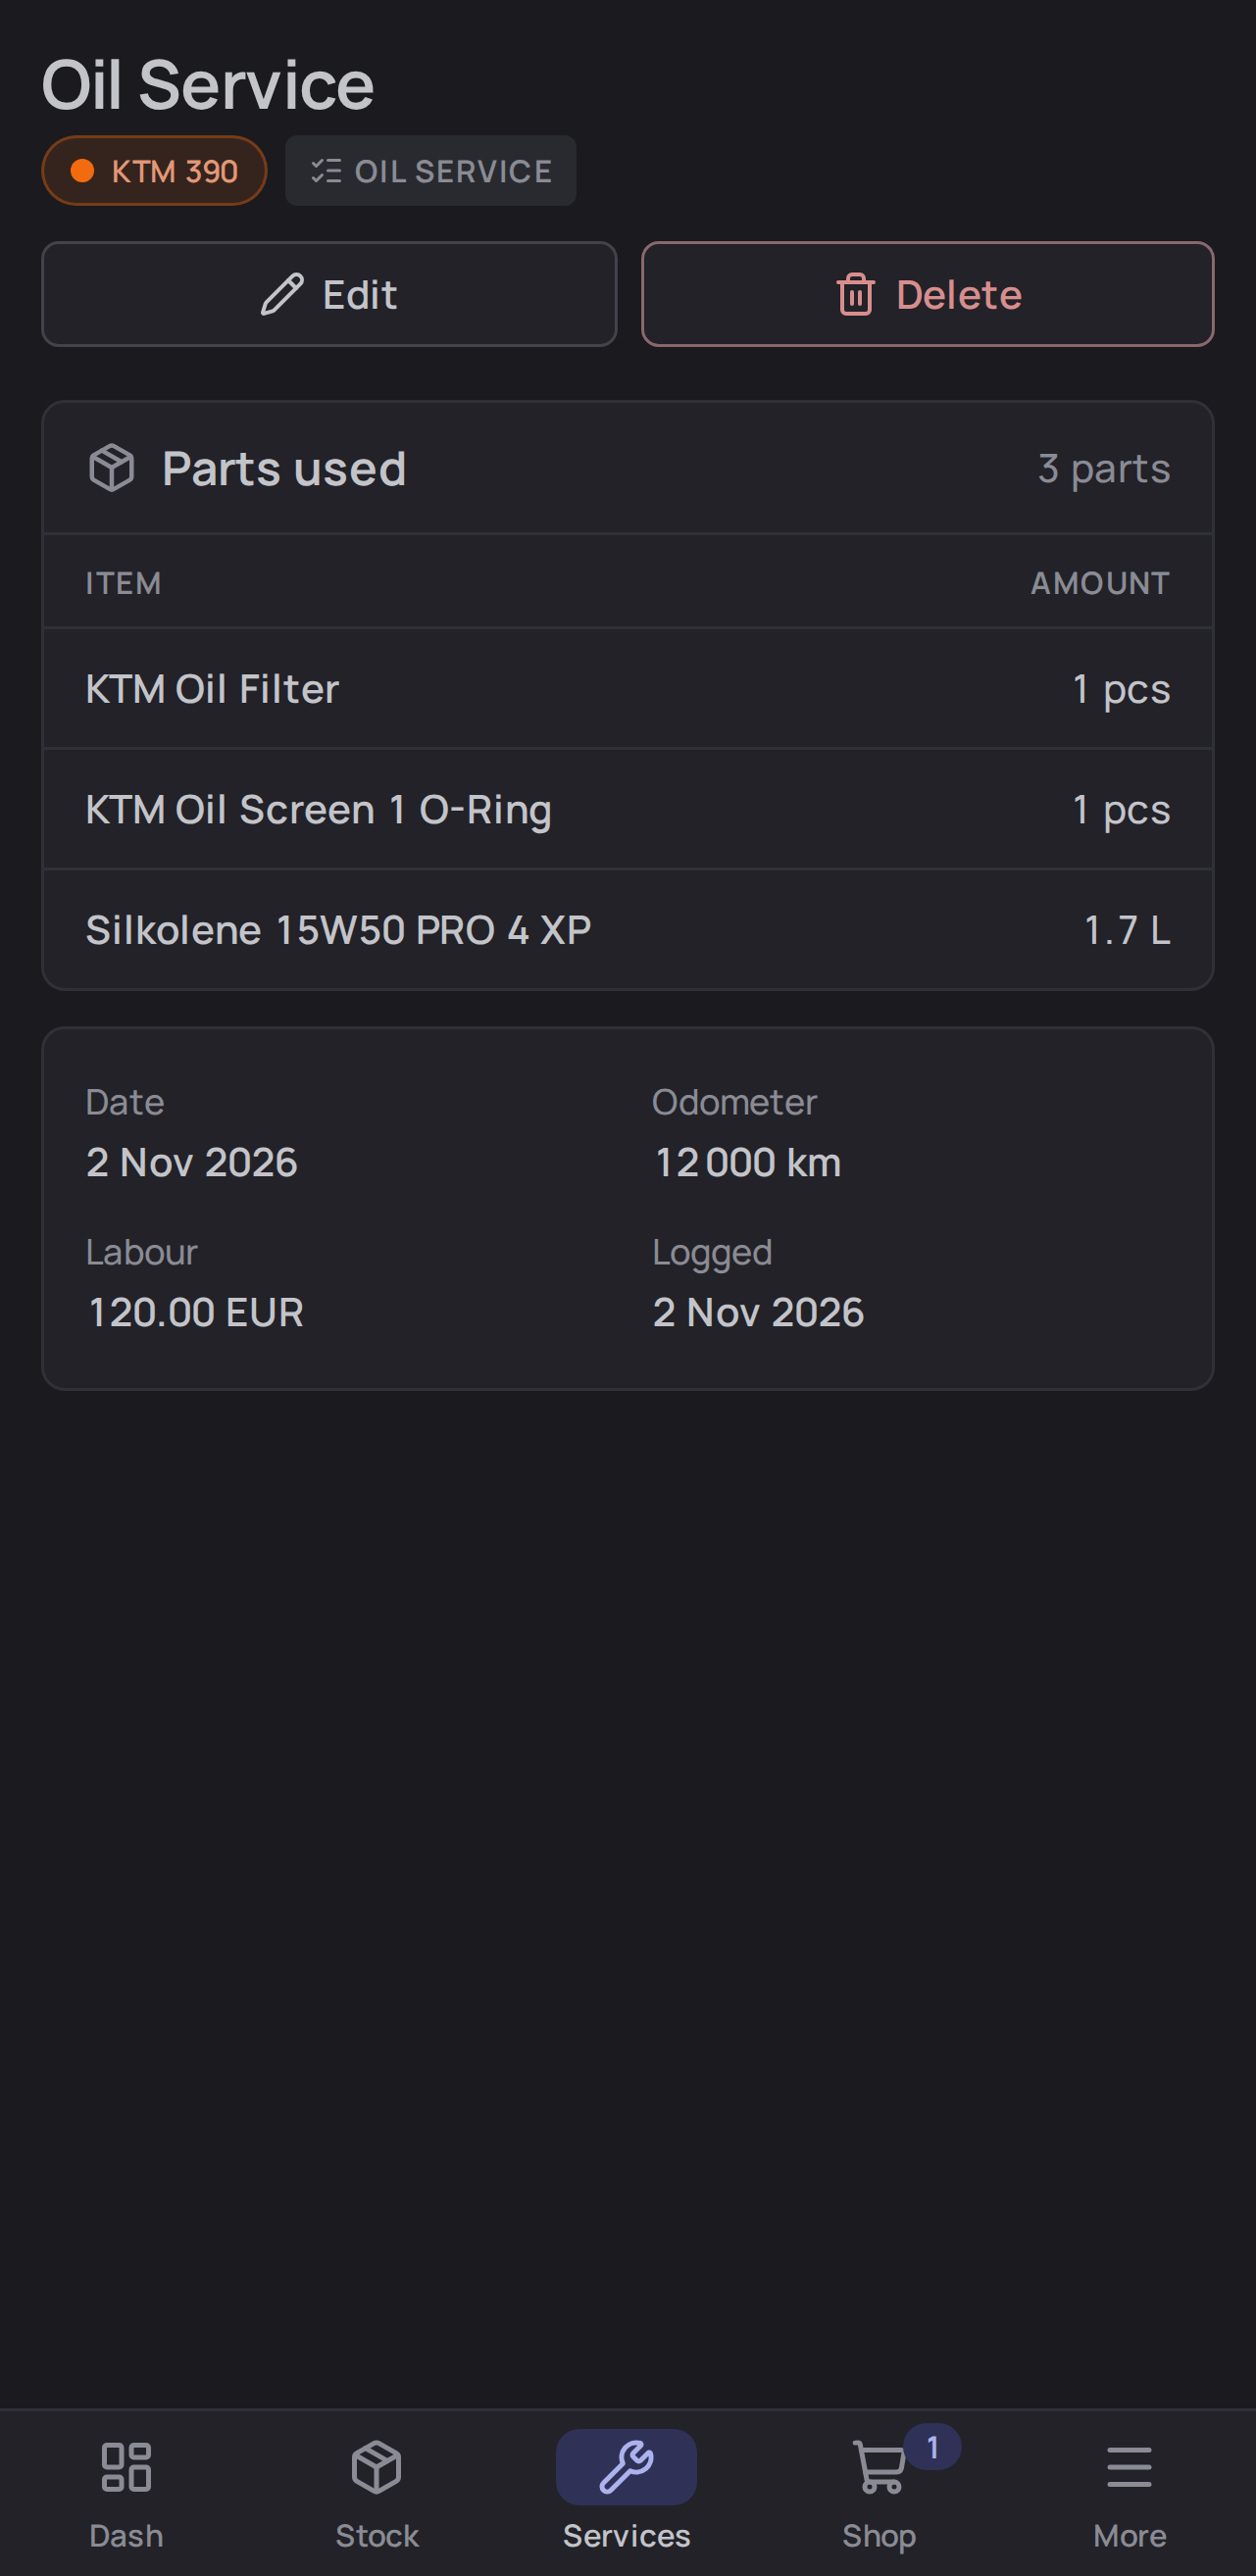 Oil Service
KTM 390 OIL SERVICE
Edit Delete
Parts used 3 parts
ITEM AMOUNT
KTM Oil Filter 1 pcs
KTM Oil Screen 1 O-Ring 1 pcs
Silkolene 15W50 PRO 4 XP 1.7 L
Date Odometer
2 Nov 2026 12 000 km
Labour Logged
120.00 EUR 2 Nov 2026
1
Dash Stock Services Shop More